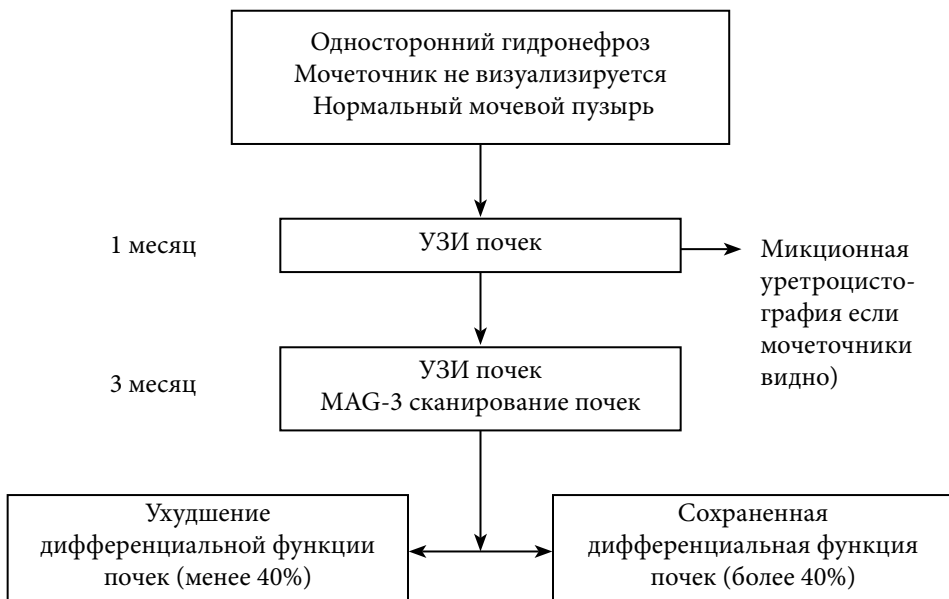 Односторонний гидронефроз
Мочеточник не визуализируется
Нормальный мочевой пузырь
1 месяц
УЗИ почек
Микционная
уретроцисто-
графия если
мочеточники
видно)
3 месяц
УЗИ почек
MAG-3 сканирование почек
Ухудшение
дифференциальной функции
почек (менее 40%)
Сохраненная
дифференциальная функция
почек (более 40%)